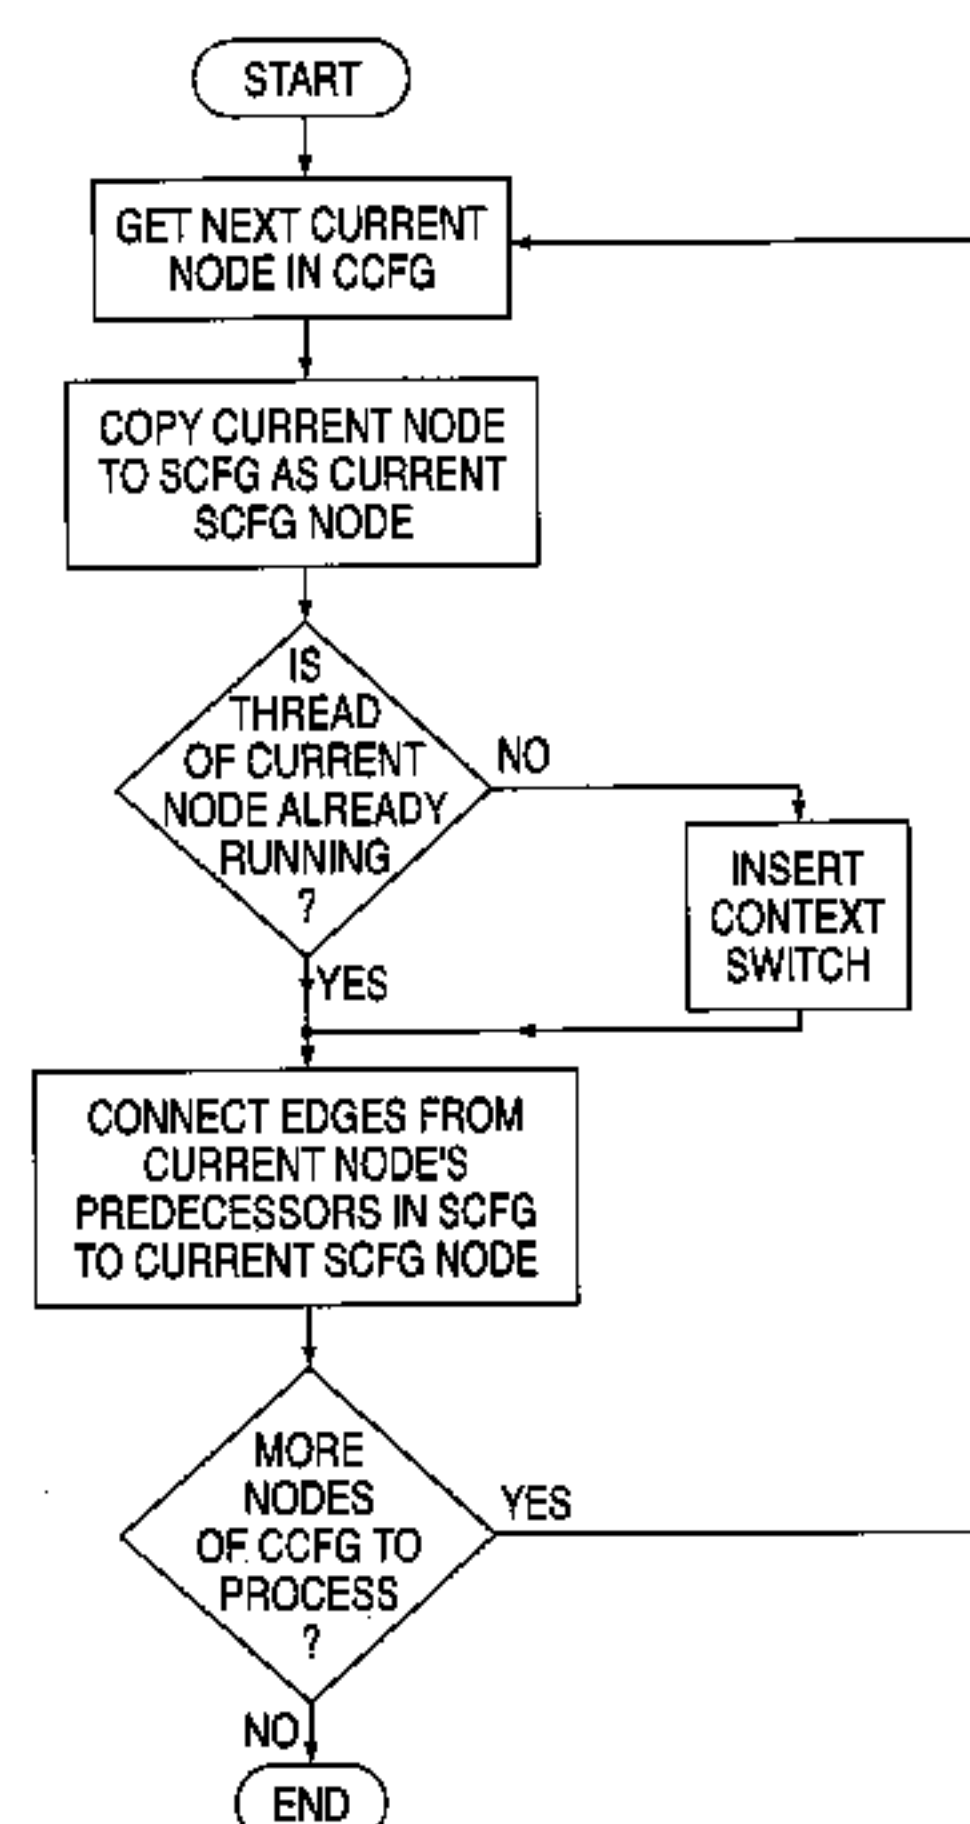 START
GET NEXT CURRENT
NODE IN CCFG
COPY CURRENT NODE
TO SCFG AS CURRENT
SCFG NODE
IS
THREAD
OF CURRENT
NODE ALREADY
RUNNING
?
NO
INSERT
CONTEXT
SWITCH
YES
CONNECT EDGES FROM
CURRENT NODE'S
PREDECESSORS IN SCFG
TO CURRENT SCFG NODE
MORE
NODES
OF CCFG TO
PROCESS
?
YES
NO
END